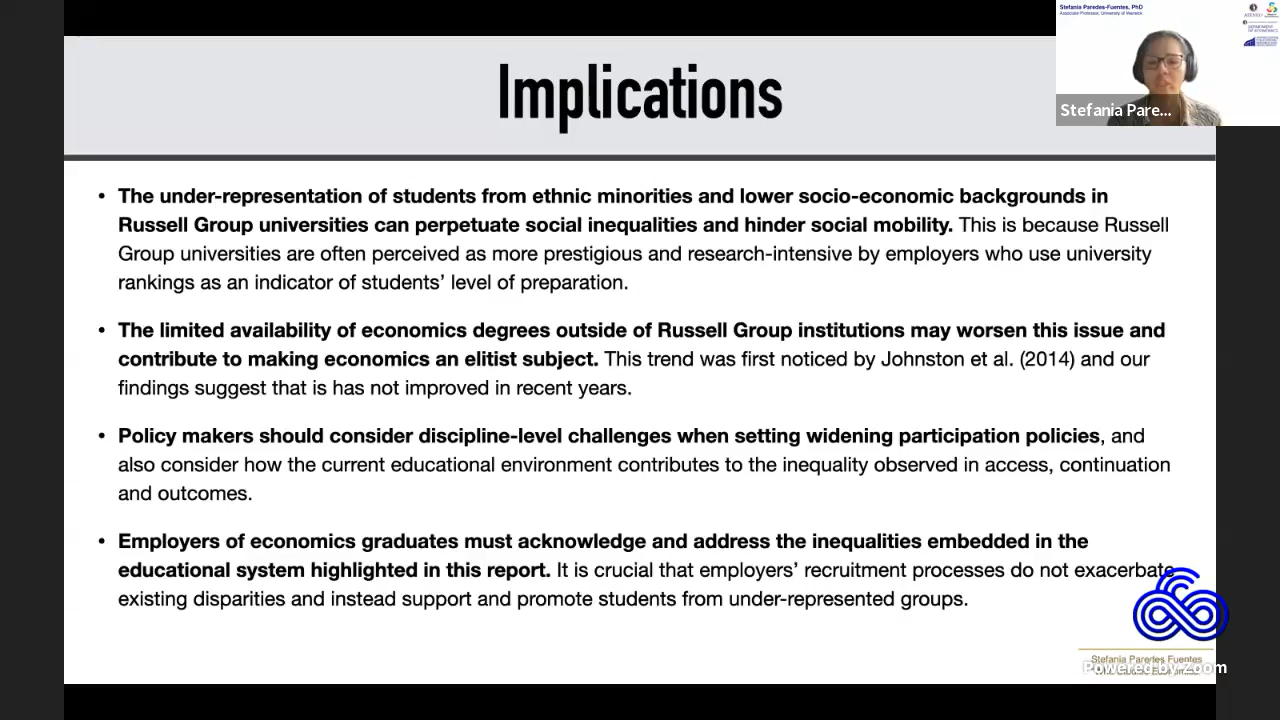 Stefania Paredes-Fuentes, PhD
Associate Professor, University of Warwick
Stefania Pare...
Implications
• The under-representation of students from ethnic minorities and lower socio-economic backgrounds in
Russell Group universities can perpetuate social inequalities and hinder social mobility. This is because Russell
Group universities are often perceived as more prestigious and research-intensive by employers who use university
rankings as an indicator of students’ level of preparation.
• The limited availability of economics degrees outside of Russell Group institutions may worsen this issue and
contribute to making economics an elitist subject. This trend was first noticed by Johnston et al. (2014) and our
findings suggest that is has not improved in recent years.
• Policy makers should consider discipline-level challenges when setting widening participation policies, and
also consider how the current educational environment contributes to the inequality observed in access, continuation
and outcomes.
• Employers of economics graduates must acknowledge and address the inequalities embedded in the
educational system highlighted in this report. It is crucial that employers’ recruitment processes do not exacerbate
existing disparities and instead support and promote students from under-represented groups.
Stefania Paredes Fuentes
Powered by Zoom